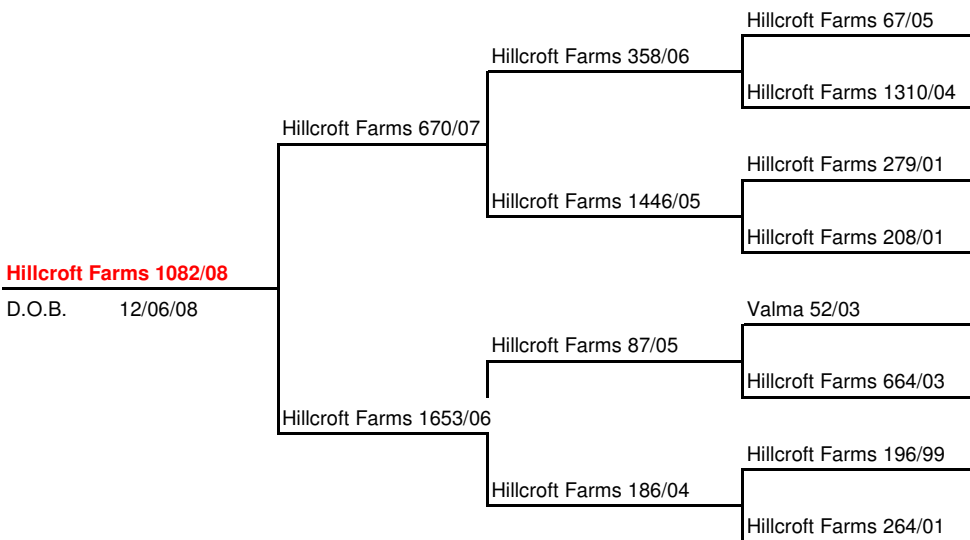 Hillcroft Farms 67/05
Hillcroft Farms 358/06
Hillcroft Farms 1310/04
Hillcroft Farms 670/07
Hillcroft Farms 279/01
Hillcroft Farms 1446/05
Hillcroft Farms 208/01
Hillcroft Farms 1082/08
D.O.B. 12/06/08
Valma 52/03
Hillcroft Farms 87/05
Hillcroft Farms 664/03
Hillcroft Farms 1653/06
Hillcroft Farms 196/99
Hillcroft Farms 186/04
Hillcroft Farms 264/01